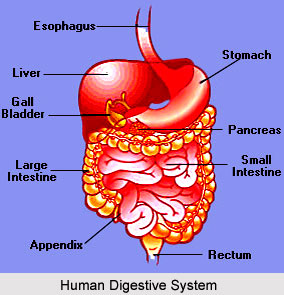 Esophagus
Stomach
Liver
Gall
Bladder
Pancreas
Large
Intestine
Small
Intestine
Appendix
Rectum
Human Digestive System